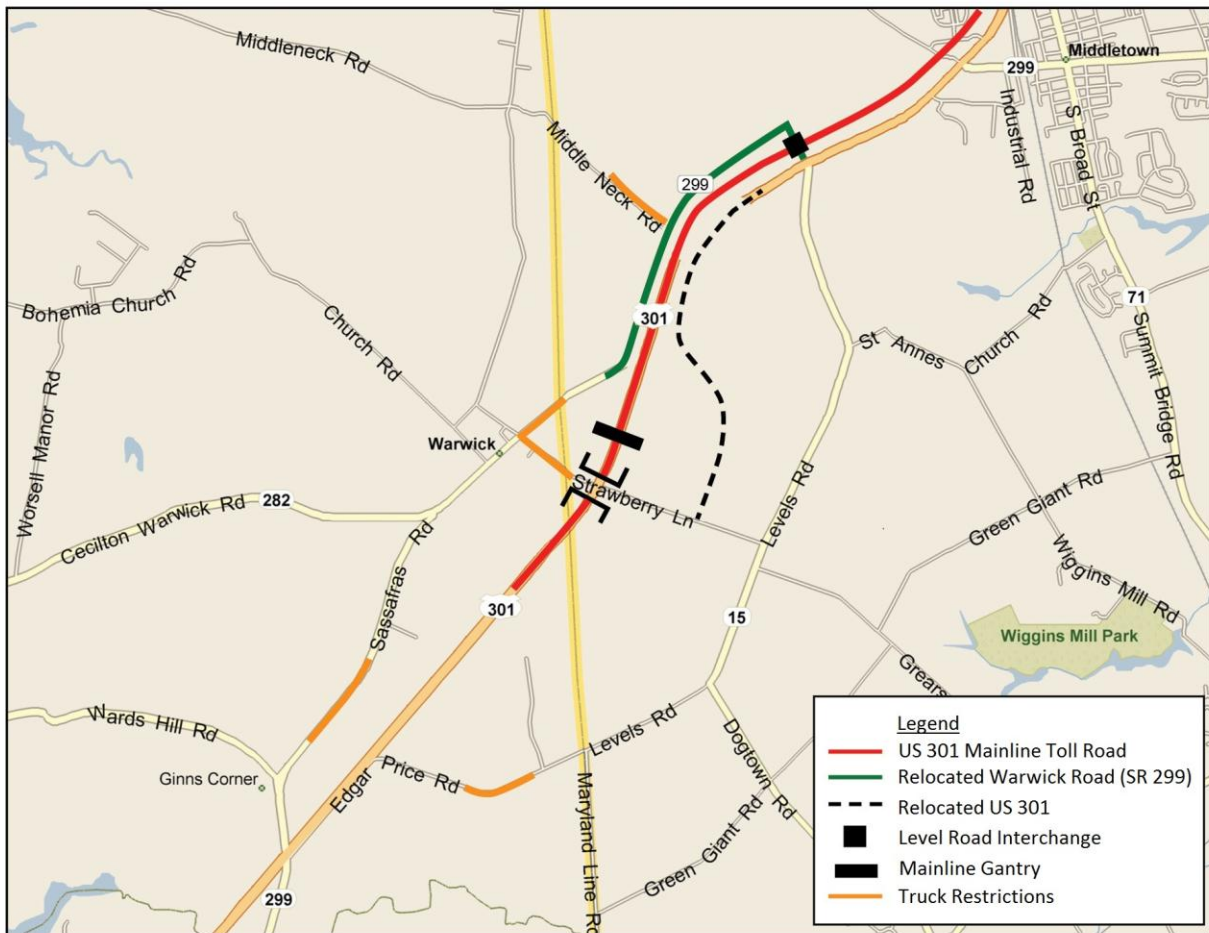 Middleneck Rd
Middletown
299
Industrial Rd
S Broad St
Middle Neck Rd
299
Bohemia Church Rd
Church Rd
301
71
St Annes Church Rd
Summit Bridge Rd
Worsell Manor Rd
Warwick
Strawberry Ln
Levels Rd
Green Giant Rd
282
Cecilton Warwick Rd
Sassafras Rd
Wiggins Mill Rd
301
15
Wiggins Mill Park
Grears
Wards Hill Rd
Levels Rd
Dogtown Rd
Ginns Corner
Edgar Price Rd
Maryland Line Rd
Green Giant Rd
299
Legend
US 301 Mainline Toll Road
Relocated Warwick Road (SR 299)
Relocated US 301
Level Road Interchange
Mainline Gantry
Truck Restrictions